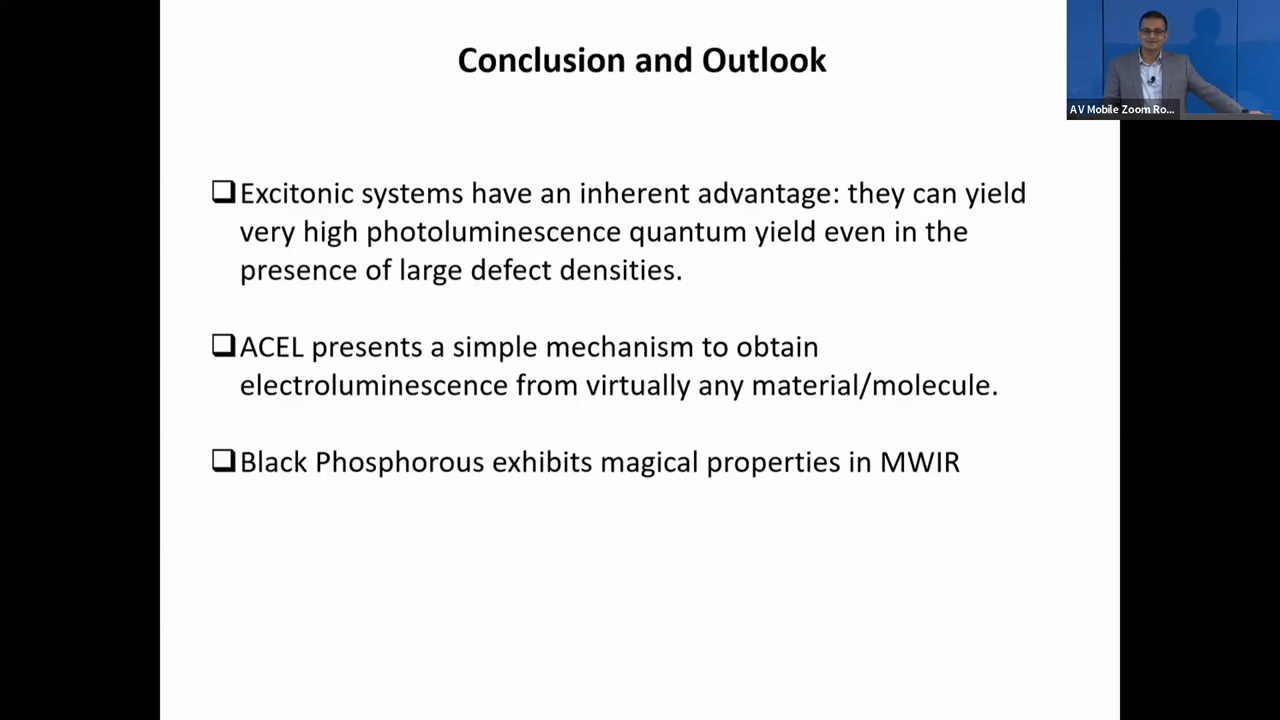 Conclusion and Outlook
AV Mobile Zoom Ro...
❑Excitonic systems have an inherent advantage: they can yield
very high photoluminescence quantum yield even in the
presence of large defect densities.
❑ACEL presents a simple mechanism to obtain
electroluminescence from virtually any material/molecule.
❑Black Phosphorous exhibits magical properties in MWIR